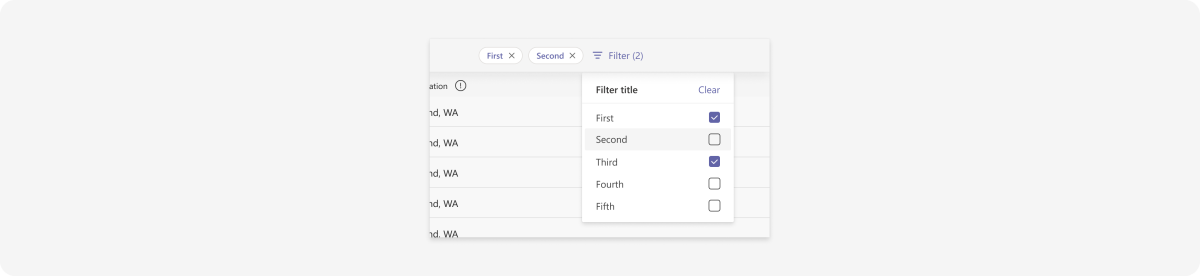 First Second Filter (2)
ation
Filter title Clear
First
nd, WA
Second
nd, WA
Third
nd, WA
Fourth
nd, WA
Fifth
nd, WA